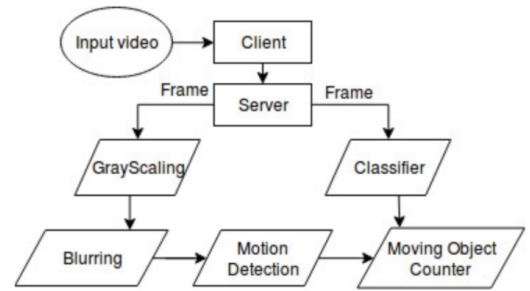 Input video
Client
Frame
Server
Frame
GrayScaling
Classifier
Blurring
Motion
Detection
Moving Object
Counter